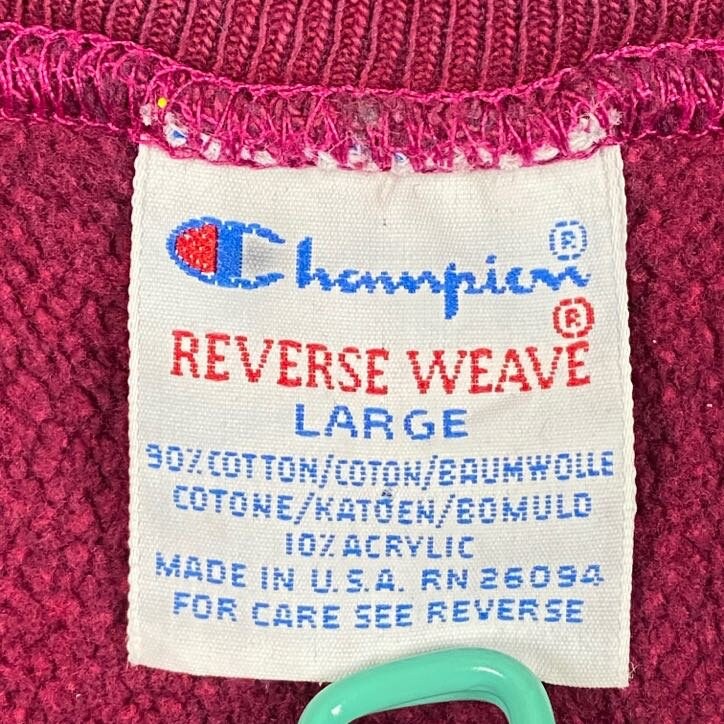 Champion®
REVERSE WEAVE®
LARGE
90% COTTON/COTON/BAUMWOLLE
COTONE/KATOEN/BOMULD
10% ACRYLIC
MADE IN U.S.A. RN 26094
FOR CARE SEE REVERSE